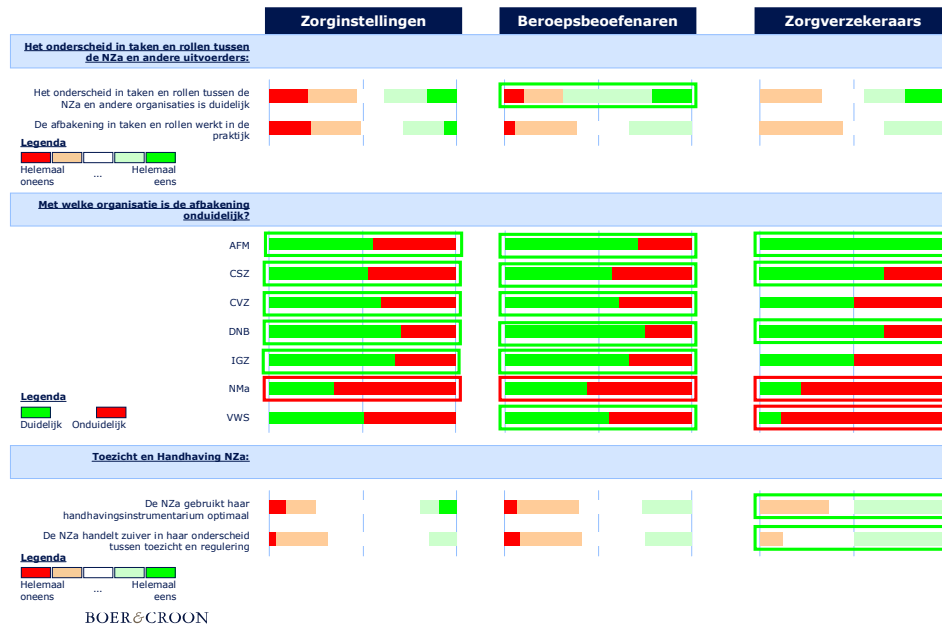 Zorginstellingen
Beroepsbeoefenaren
Zorgverzekeraars
Het onderscheid in taken en rollen tussen
de NZa en andere uitvoerders:
Het onderscheid in taken en rollen tussen de
NZa en andere organisaties is duidelijk
De afbakening in taken en rollen werkt in de
praktijk
Legenda
Helemaal
oneens
...
Helemaal
eens
Met welke organisatie is de afbakening
onduidelijk?
AFM
CSZ
CVZ
DNB
IGZ
NMa
VWS
Legenda
Duidelijk
Onduidelijk
Toezicht en Handhaving NZa:
De NZa gebruikt haar
handhavingsinstrumentarium optimaal
De NZa handelt zuiver in haar onderscheid
tussen toezicht en regulering
Legenda
Helemaal
oneens
...
Helemaal
eens
BOER&CROON